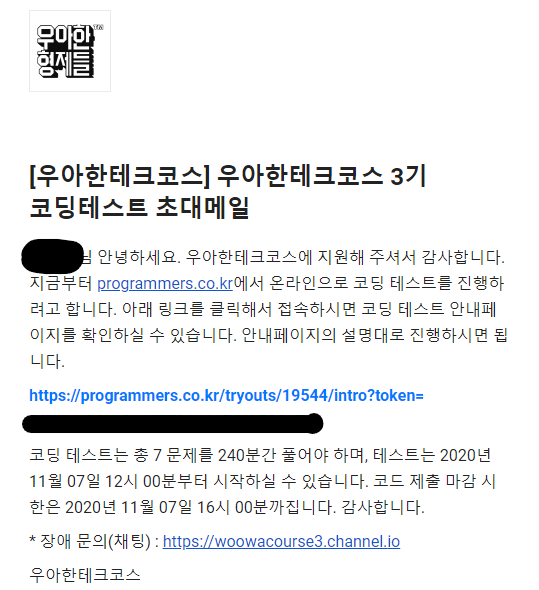 우아한™
형제들
[우아한테크코스] 우아한테크코스 3기
코딩테스트 초대메일
님 안녕하세요. 우아한테크코스에 지원해 주셔서 감사합니다.
지금부터 programmers.co.kr에서 온라인으로 코딩 테스트를 진행하
려고 합니다. 아래 링크를 클릭해서 접속하시면 코딩 테스트 안내페
이지를 확인하실 수 있습니다. 안내페이지의 설명대로 진행하시면 됩
니다.
https://programmers.co.kr/tryouts/19544/intro?token=
코딩 테스트는 총 7 문제를 240분간 풀어야 하며, 테스트는 2020년
11월 07일 12시 00분부터 시작하실 수 있습니다. 코드 제출 마감 시
한은 2020년 11월 07일 16시 00분까집니다. 감사합니다.
* 장애 문의(채팅) : https://woowacourse3.channel.io
우아한테크코스